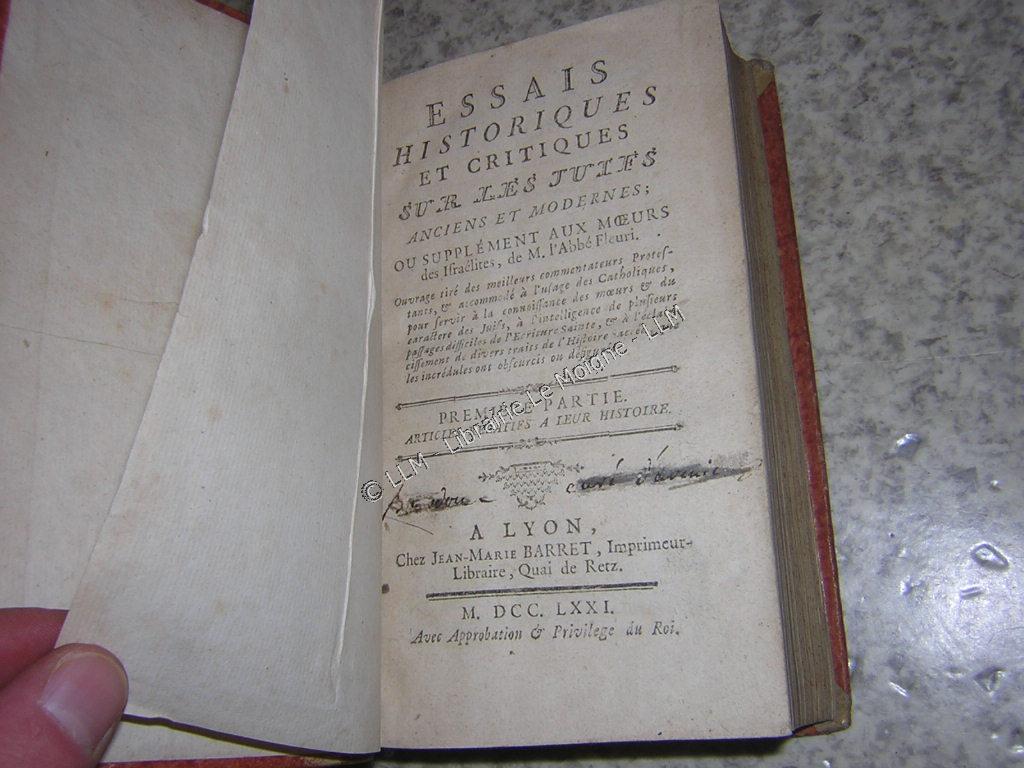 ESSAIS
HISTORIQUES
ET CRITIQUES
SUR LES JUIFS
ANCIENS ET MODERNES;
OU SUPPLÉMENT AUX MŒURS
des Iſraélites, de M. l'Abbé Fleuri.
Ouvrage tiré des meilleurs commentateurs Proteſ-
tants, & accommodé à l'uſage des Catholiques,
pour ſervir à la connoiſſance des mœurs & du
caractere des Juifs, à l'intelligence de pluſieurs
paſſages difficiles de l'Ecriture Sainte, & à l'éclair-
ciſſement de divers traits de l'Hiſtoire
les incrédules ont obſcurcis ou
PREMIERE PARTIE.
ARTICLES RELATIFS A LEUR HISTOIRE.
© LLM - Librairie Le Moigne - LLM
curé d'
A LYON,
Chez JEAN-MARIE BARRET, Imprimeur-
Libraire, Quai de Retz.
M. DCC. LXXI.
Avec Approbation & Privilege du Roi.